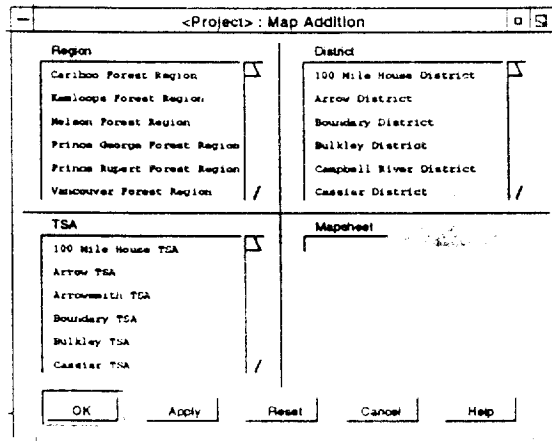 <Project> : Map Addition
Region
Cariboo Forest Region
Kamloops Forest Region
Nelson Forest Region
Prince George Forest Region
Prince Rupert Forest Region
Vancouver Forest Region
District
100 Mile House District
Arrow District
Boundary District
Bulkley District
Campbell River District
Cassiar District
TSA
100 Mile House TSA
Arrow TSA
Arrowsmith TSA
Boundary TSA
Bulkley TSA
Cassiar TSA
Mapsheet
OK Apply Reset Cancel Help